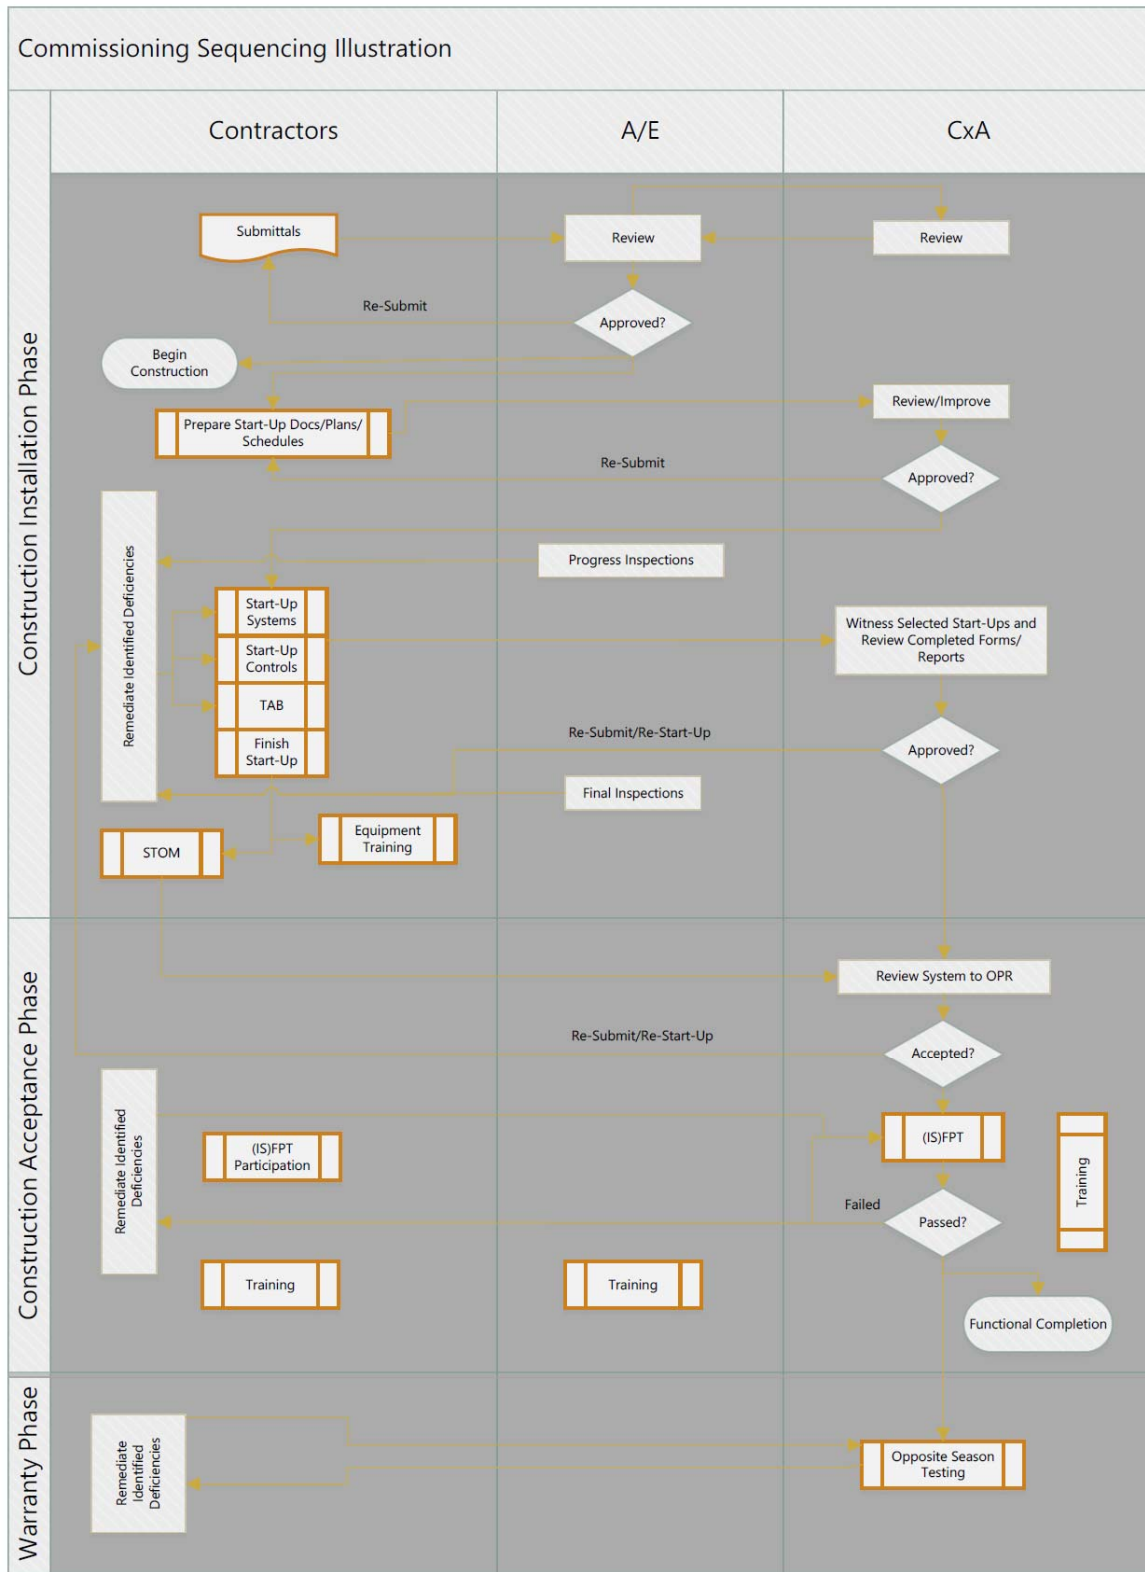 Commissioning Sequencing Illustration
Contractors
A/E
CxA
Construction Installation Phase
Submittals
Review
Review
Re-Submit
Approved?
Begin
Construction
Prepare Start-Up Docs/Plans/
Schedules
Review/Improve
Re-Submit
Approved?
Remediate Identified Deficiencies
Progress Inspections
Start-Up
Systems
Start-Up
Controls
TAB
Finish
Start-Up
Witness Selected Start-Ups and
Review Completed Forms/
Reports
Re-Submit/Re-Start-Up
Approved?
Final Inspections
STOM
Equipment
Training
Construction Acceptance Phase
Review System to OPR
Re-Submit/Re-Start-Up
Accepted?
Remediate Identified
Deficiencies
(IS)FPT
Participation
(IS)FPT
Training
Failed
Passed?
Training
Training
Functional Completion
Warranty Phase
Remediate
Identified
Deficiencies
Opposite Season
Testing